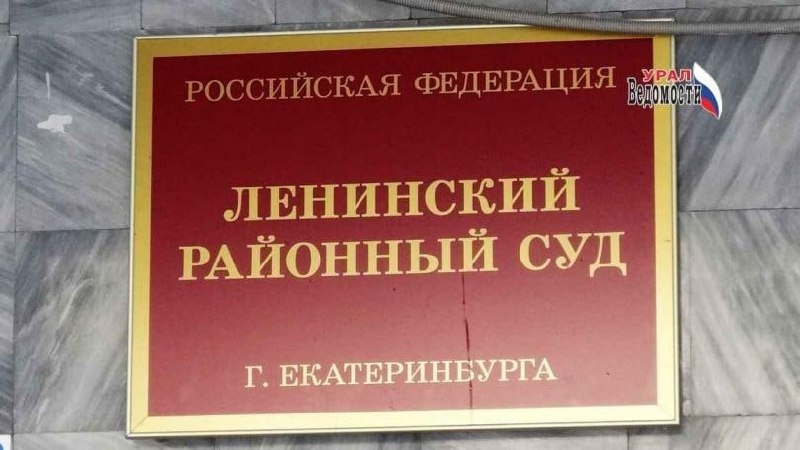 РОССИЙСКАЯ ФЕДЕРАЦИЯ
УРАЛ
Ведомости
ЛЕНИНСКИЙ
РАЙОННЫЙ СУД
Г. ЕКАТЕРИНБУРГА